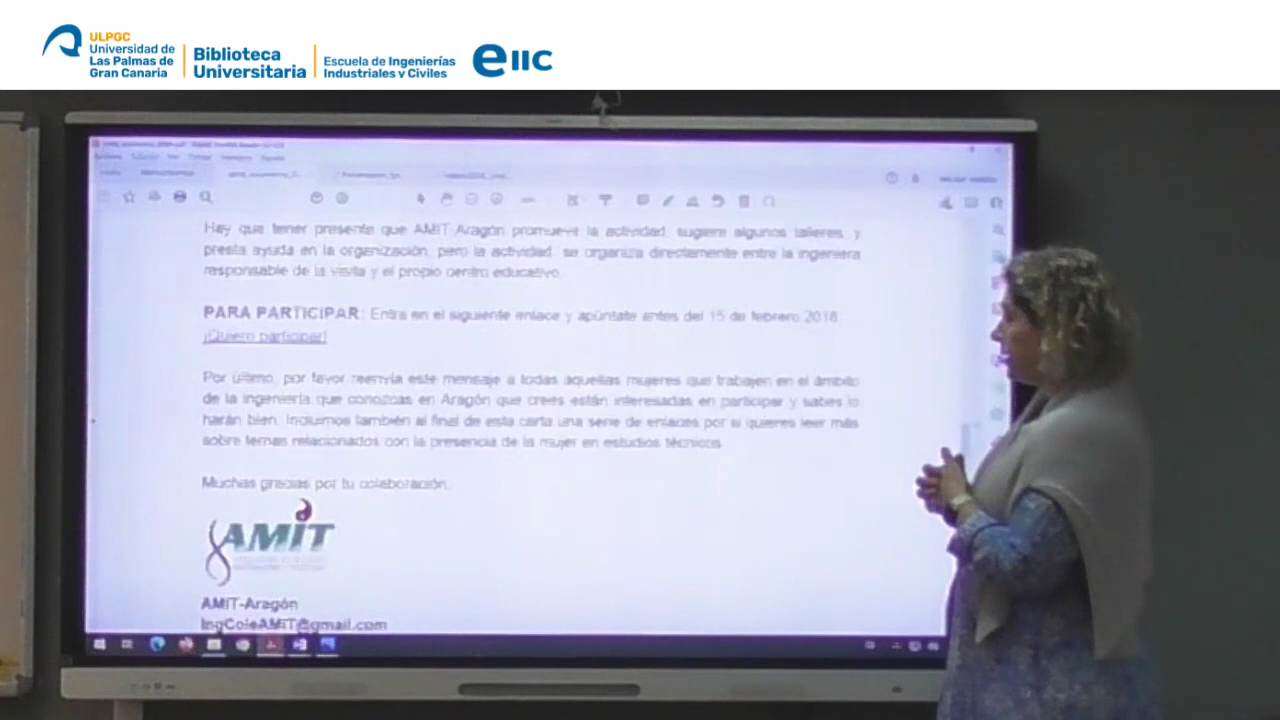 ULPGC
Universidad de
Las Palmas de
Gran Canaria
Biblioteca
Universitaria
Escuela de Ingenierías
Industriales y Civiles
eiic
Hay que tener presente que AMIT-Aragón promueve la actividad, sugiere algunos talleres, y
presta ayuda en la organización, pero la actividad, se organiza directamente entre la ingeniera
responsable de la visita y el propio centro educativo.
PARA PARTICIPAR: Entra en el siguiente enlace y apúntate antes del 15 de febrero 2018
¡Quiero participar!
Por último, por favor reenvía este mensaje a todas aquellas mujeres que trabajen en el ámbito
de la ingeniería que conozcas en Aragón que crees están interesadas en participar y sabes lo
harán bien. Incluimos también al final de esta carta una serie de enlaces por si quieres leer más
sobre temas relacionados con la presencia de la mujer en estudios técnicos.
Muchas gracias por tu colaboración.
AMIT
AMIT-Aragón
IngColeAMIT@gmail.com